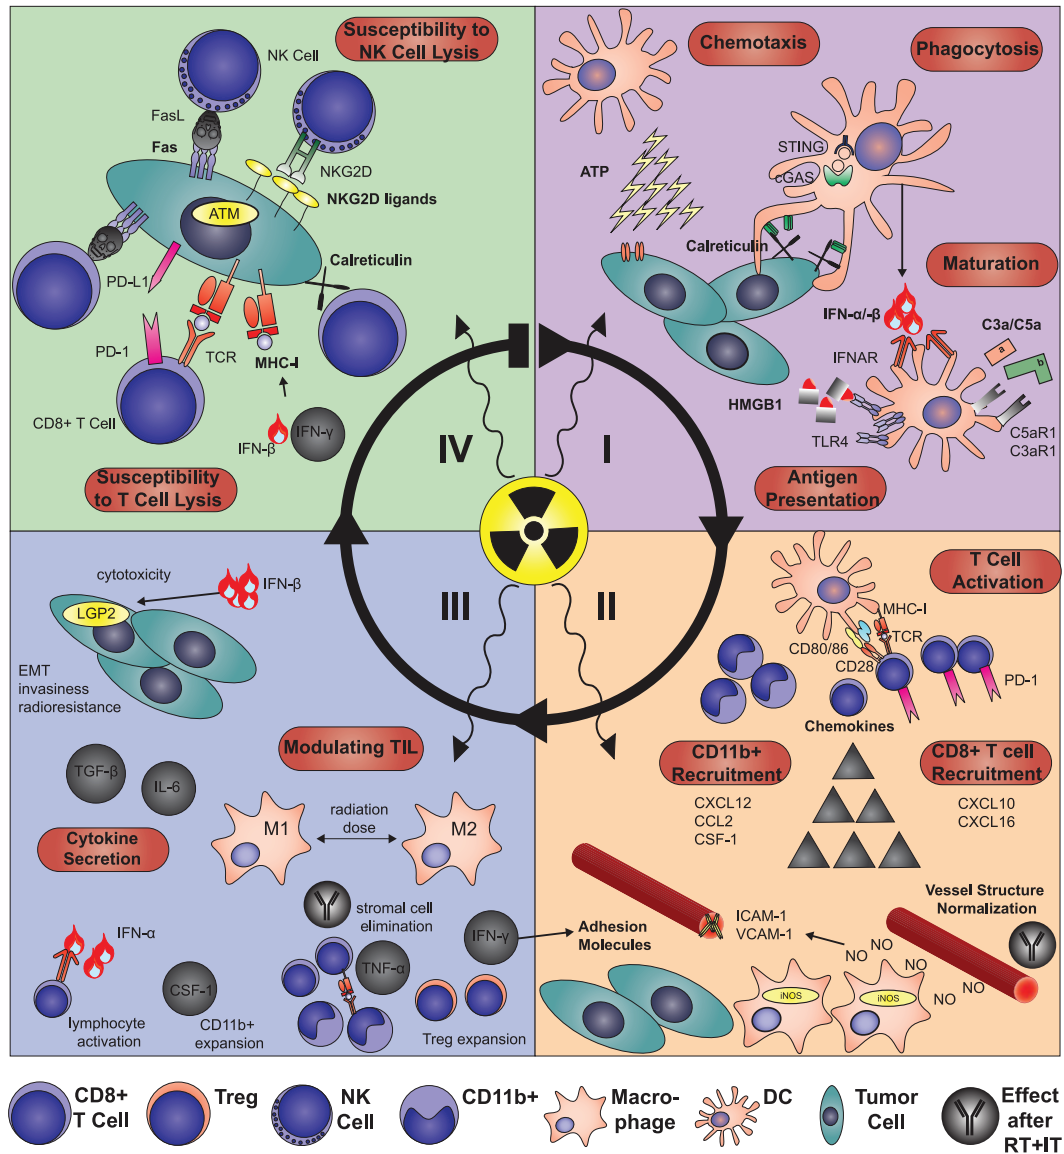 Susceptibility to
NK Cell Lysis
NK Cell
FasL
Fas
NKG2D
NKG2D ligands
ATM
Calreticulin
PD-L1
PD-1
TCR
MHC-I
CD8+ T Cell
IFN-β
IFN-γ
Susceptibility
to T Cell Lysis
IV
Chemotaxis
Phagocytosis
STING
cGAS
ATP
Calreticulin
Maturation
IFN-α/-β
C3a/C5a
a
b
IFNAR
HMGB1
TLR4
C5aR1
C3aR1
Antigen
Presentation
I
III
cytotoxicity
IFN-β
LGP2
EMT
invasiness
radioresistance
Modulating TIL
TGF-β
IL-6
M1
radiation
dose
M2
Cytokine
Secretion
stromal cell
elimination
IFN-α
IFN-γ
TNF-α
CSF-1
lymphocyte
activation
CD11b+
expansion
Treg expansion
II
T Cell
Activation
MHC-I
TCR
CD80/86
CD28
PD-1
Chemokines
CD11b+
Recruitment
CD8+ T cell
Recruitment
CXCL12
CCL2
CSF-1
CXCL10
CXCL16
Vessel Structure
Normalization
Adhesion
Molecules
ICAM-1
VCAM-1
NO
NO
NO
NO
NO
iNOS
iNOS
CD8+
T Cell
Treg
NK
Cell
CD11b+
Macro-
phage
DC
Tumor
Cell
Effect
after
RT+IT